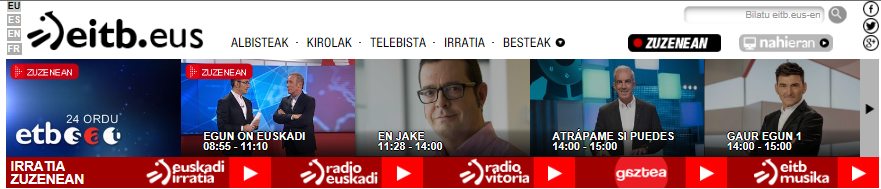 EU
ES
EN
FR
eitb.eus
Bilatu eitb.eus-en
ALBISTEAK · KIROLAK · TELEBISTA · IRRATIA · BESTEAK
ZUZENEAN
nahieran
ZUZENEAN
24 ORDU
etb
ZUZENEAN
EGUN ON EUSKADI
08:55 - 11:10
EN JAKE
11:28 - 14:00
ATRÁPAME SI PUEDES
14:00 - 15:00
GAUR EGUN 1
14:00 - 15:00
IRRATIA
ZUZENEAN
euskadi
irratia
radio
euskadi
radio
vitoria
gaztea
eitb
musika